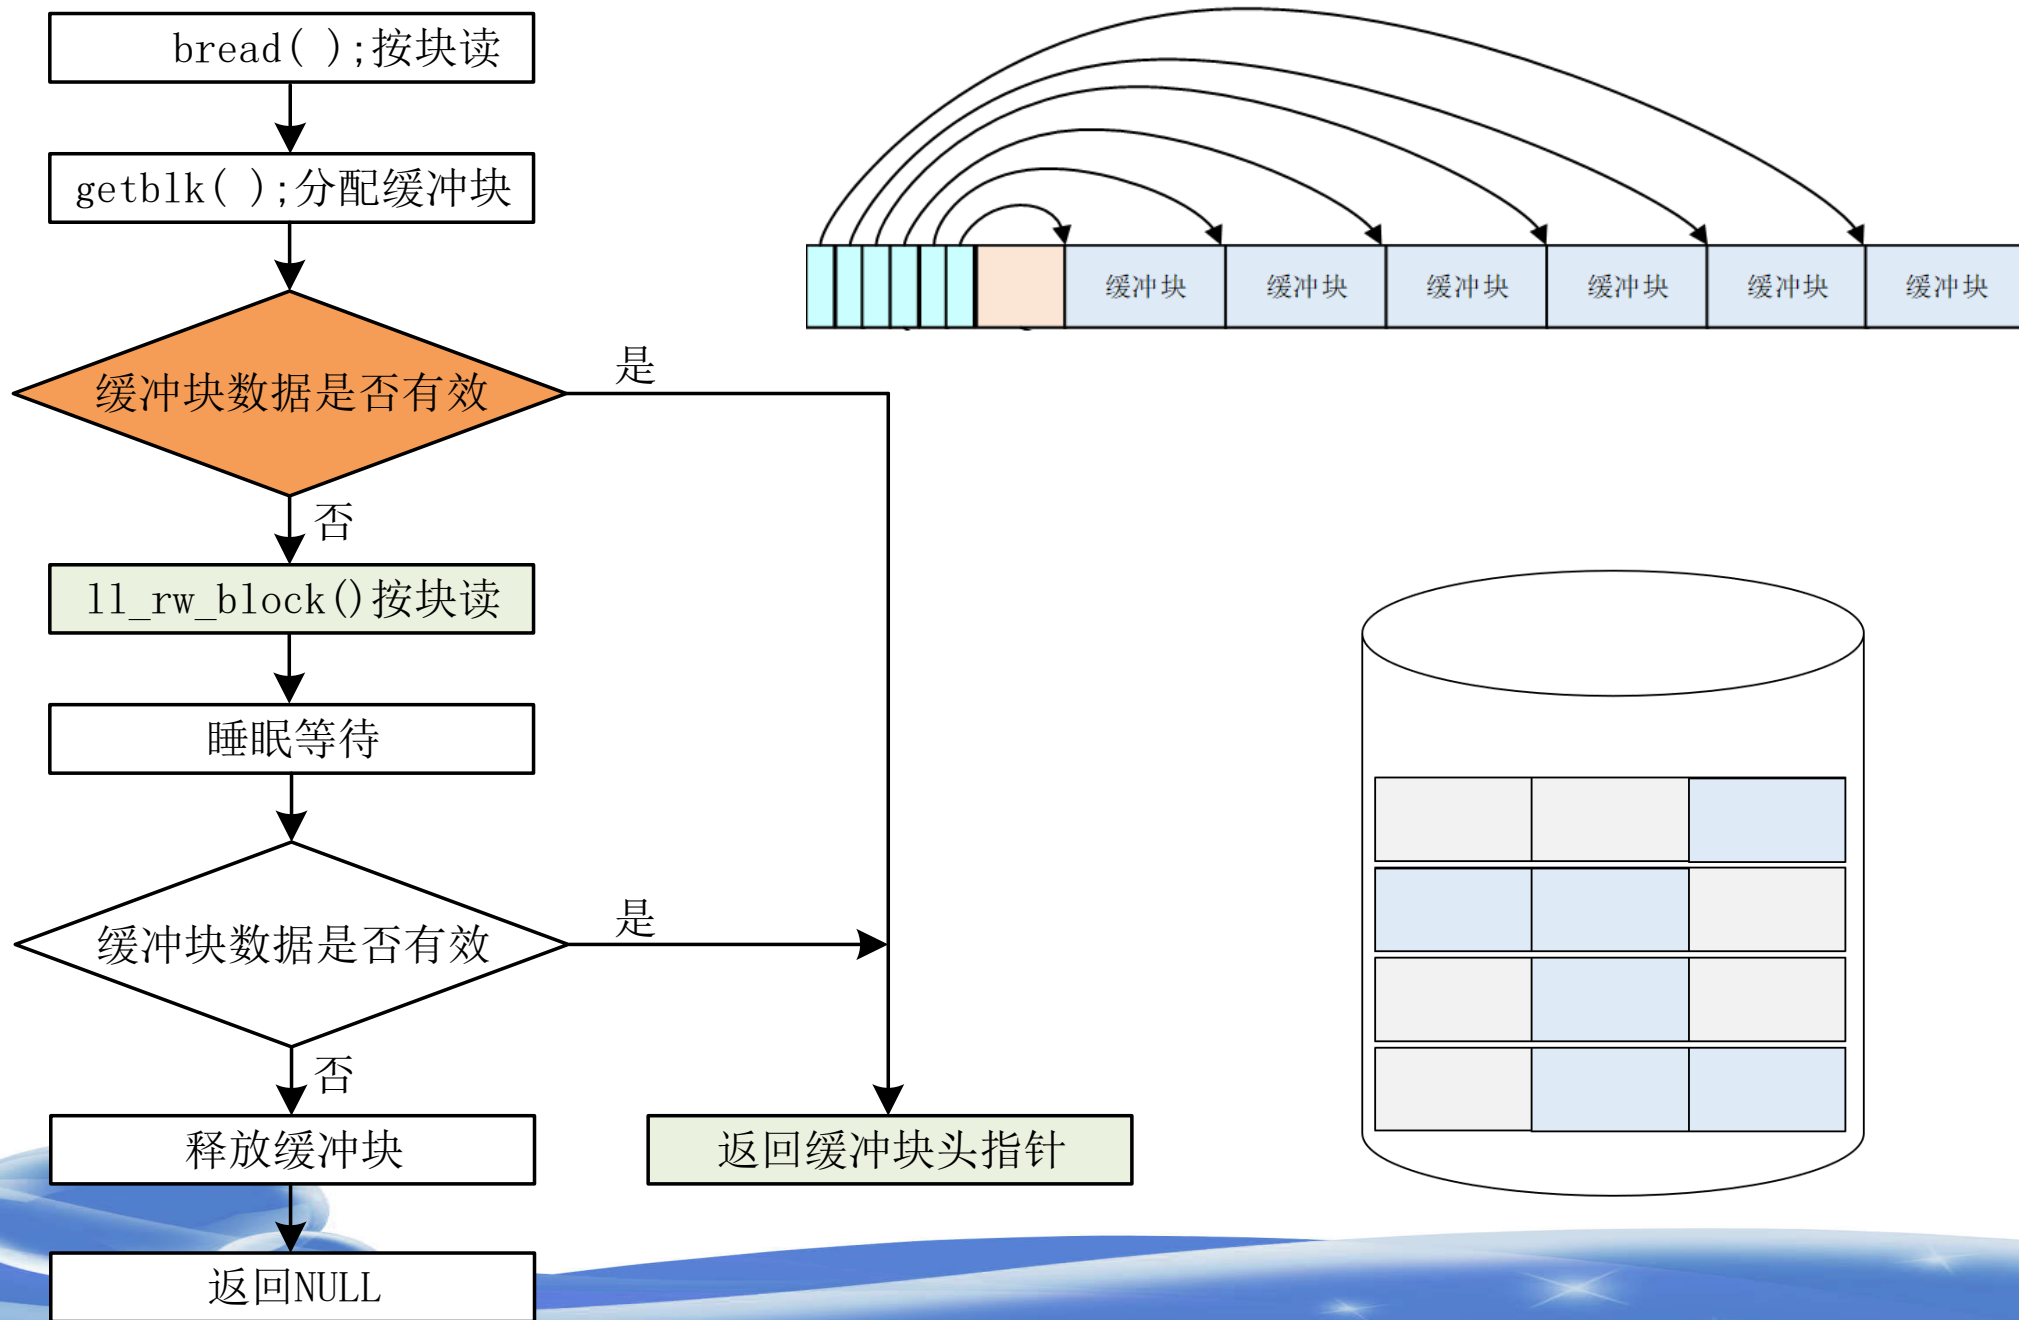 bread( );按块读
getblk( );分配缓冲块
缓冲块数据是否有效
是
否
ll_rw_block()按块读
睡眠等待
缓冲块数据是否有效
是
否
释放缓冲块
返回缓冲块头指针
返回NULL
缓冲块 缓冲块 缓冲块 缓冲块 缓冲块 缓冲块